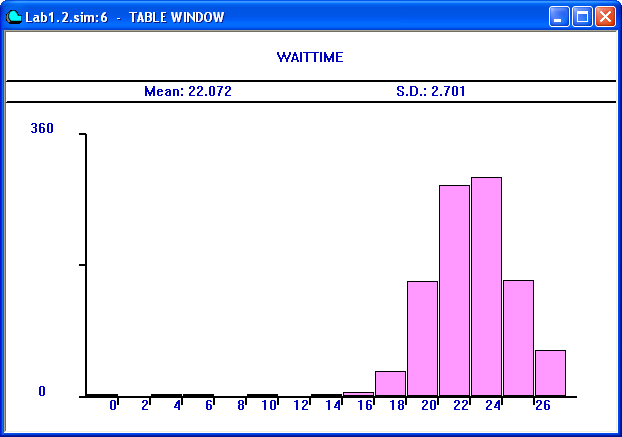 Lab1.2.sim:6 - TABLE WINDOW
WAITTIME
Mean: 22.072 S.D.: 2.701
360
0
0 2 4 6 8 10 12 14 16 18 20 22 24 26